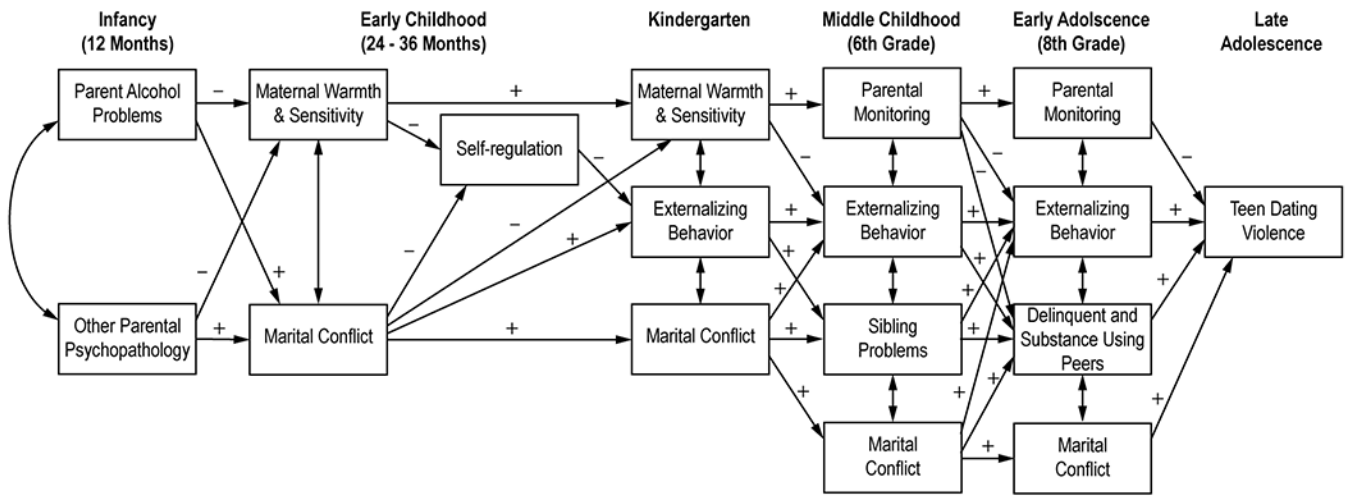 Infancy
(12 Months)
Early Childhood
(24 - 36 Months)
Kindergarten
Middle Childhood
(6th Grade)
Early Adolscence
(8th Grade)
Late
Adolescence
Parent Alcohol
Problems
Other Parental
Psychopathology
Maternal Warmth
& Sensitivity
Self-regulation
Marital Conflict
Maternal Warmth
& Sensitivity
Externalizing
Behavior
Marital Conflict
Parental
Monitoring
Externalizing
Behavior
Sibling
Problems
Marital
Conflict
Parental
Monitoring
Externalizing
Behavior
Delinquent and
Substance Using
Peers
Marital
Conflict
Teen Dating
Violence